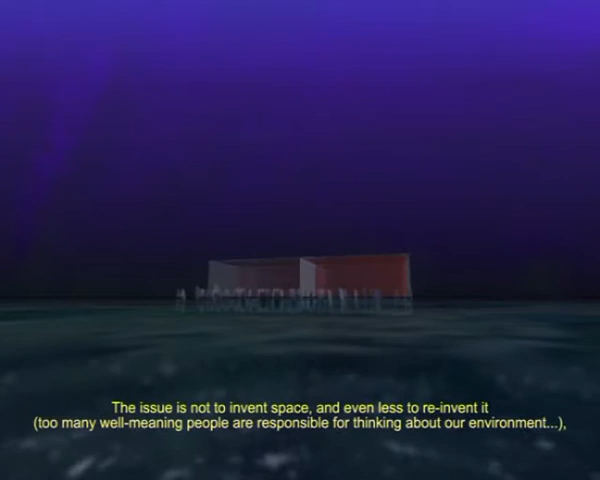 The issue is not to invent space, and even less to re-invent it
(too many well-meaning people are responsible for thinking about our environment...),